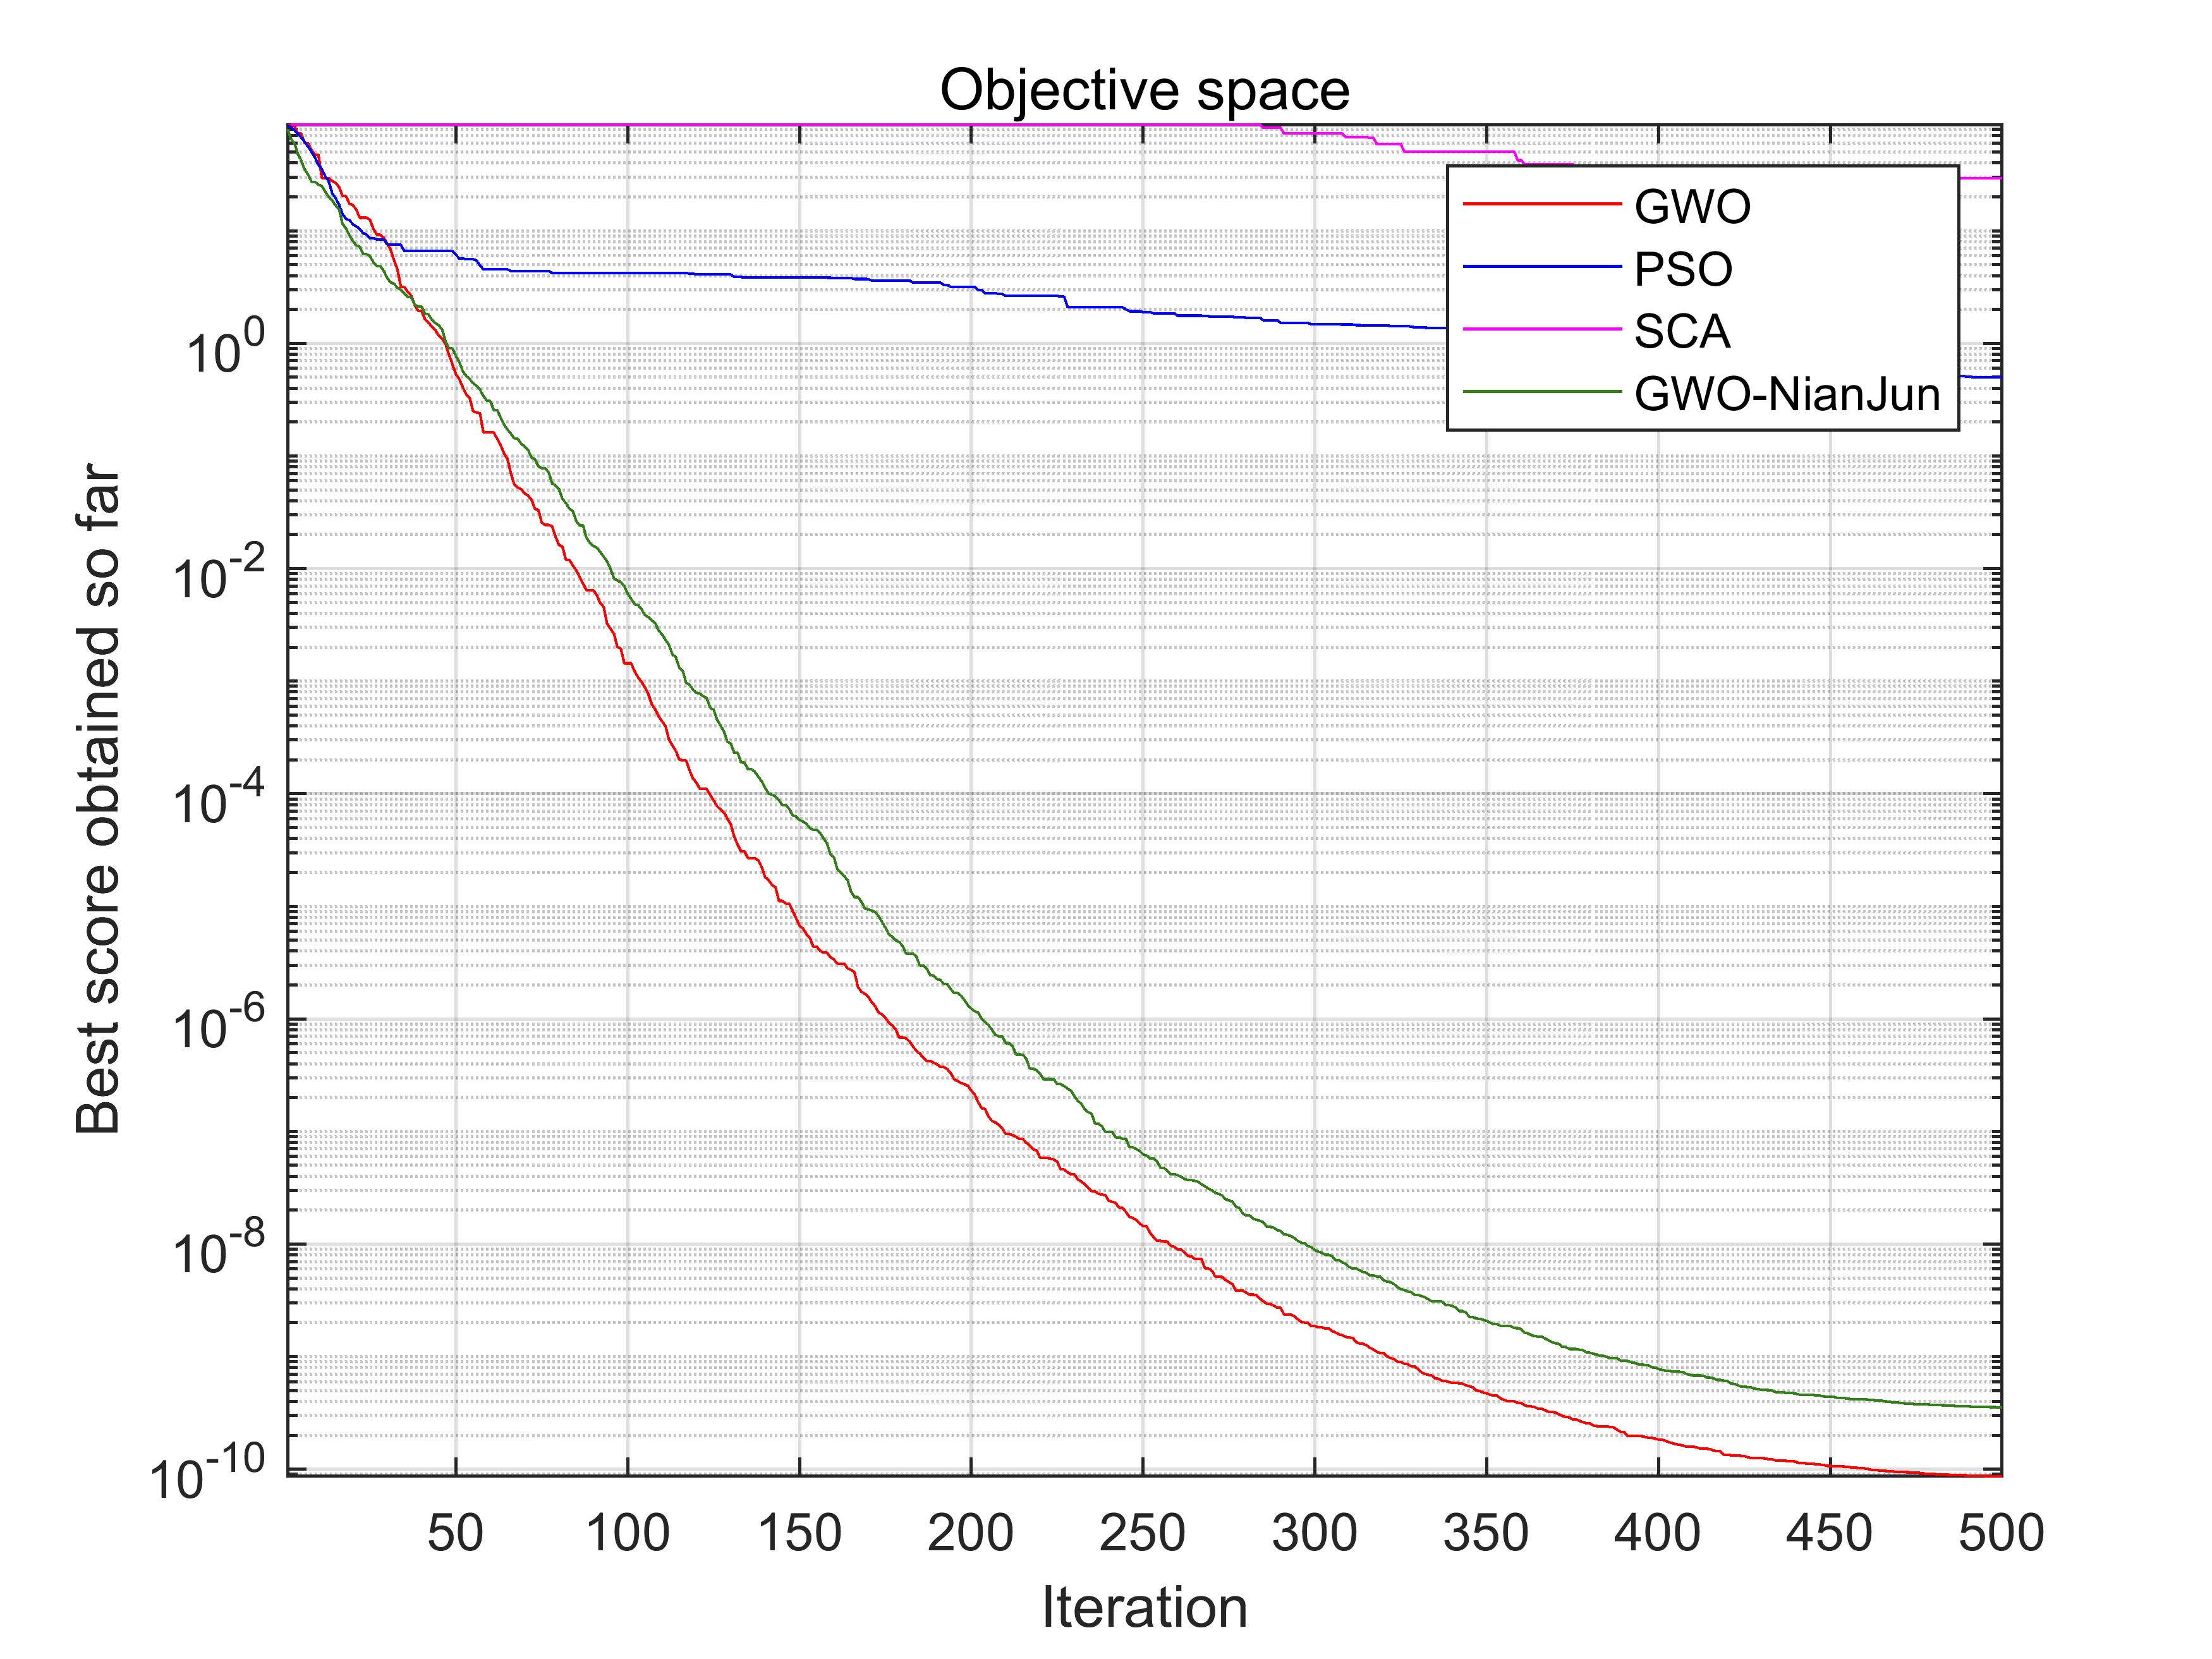 Objective space
Best score obtained so far
10^0
10^-2
10^-4
10^-6
10^-8
10^-10
GWO
PSO
SCA
GWO-NianJun
50 100 150 200 250 300 350 400 450 500
Iteration